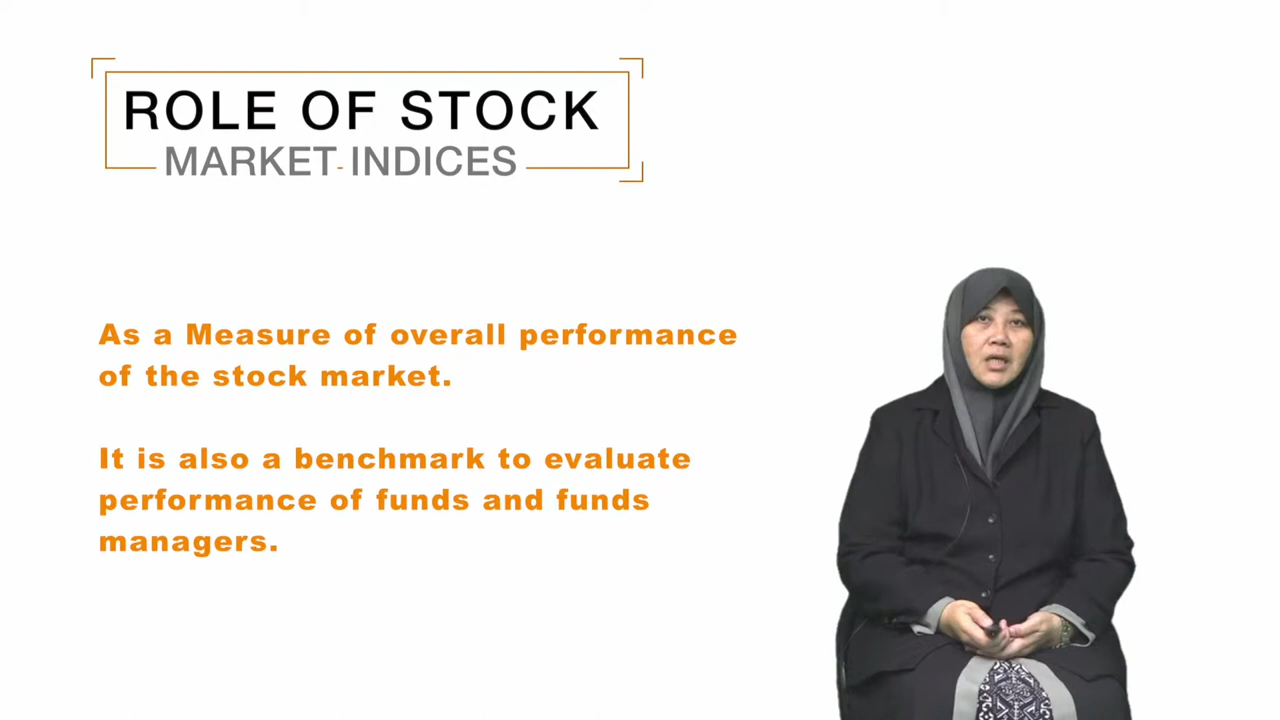 ROLE OF STOCK
MARKET INDICES
As a Measure of overall performance
of the stock market.
It is also a benchmark to evaluate
performance of funds and funds
managers.